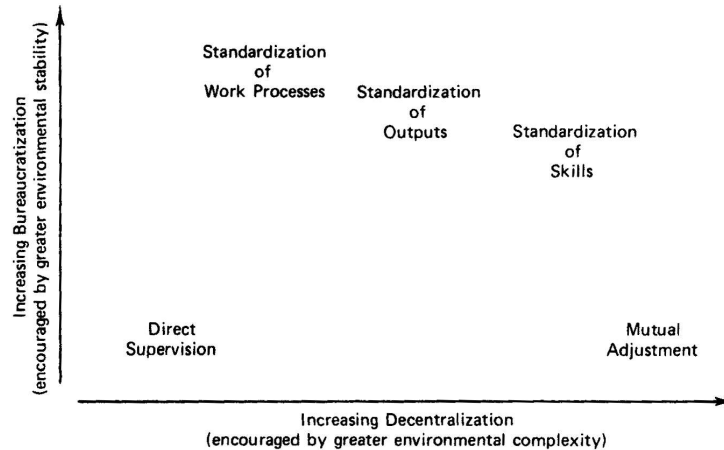 Increasing Bureaucratization
(encouraged by greater environmental stability)
Standardization
of
Work Processes
Standardization
of
Outputs
Standardization
of
Skills
Direct
Supervision
Mutual
Adjustment
Increasing Decentralization
(encouraged by greater environmental complexity)